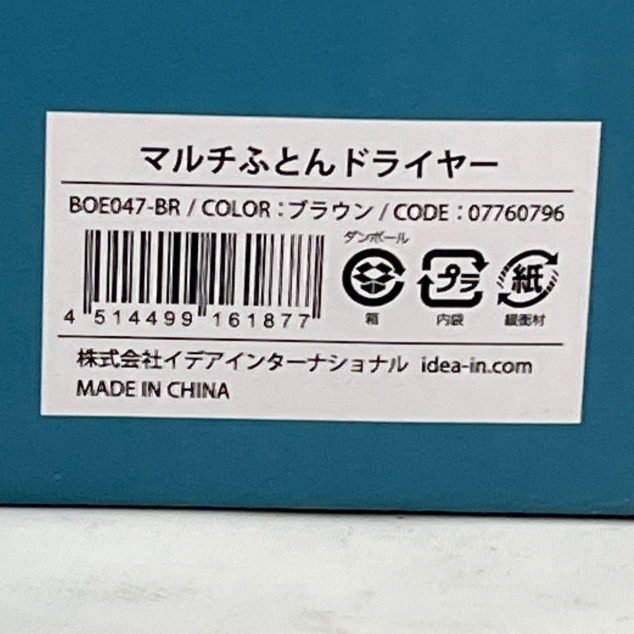 マルチふとんドライヤー
BOE047-BR / COLOR：ブラウン / CODE：07760796
ダンボール
プラ
紙
4 514499 161877
箱
内袋
緩衝材
株式会社イデアインターナショナル idea-in.com
MADE IN CHINA